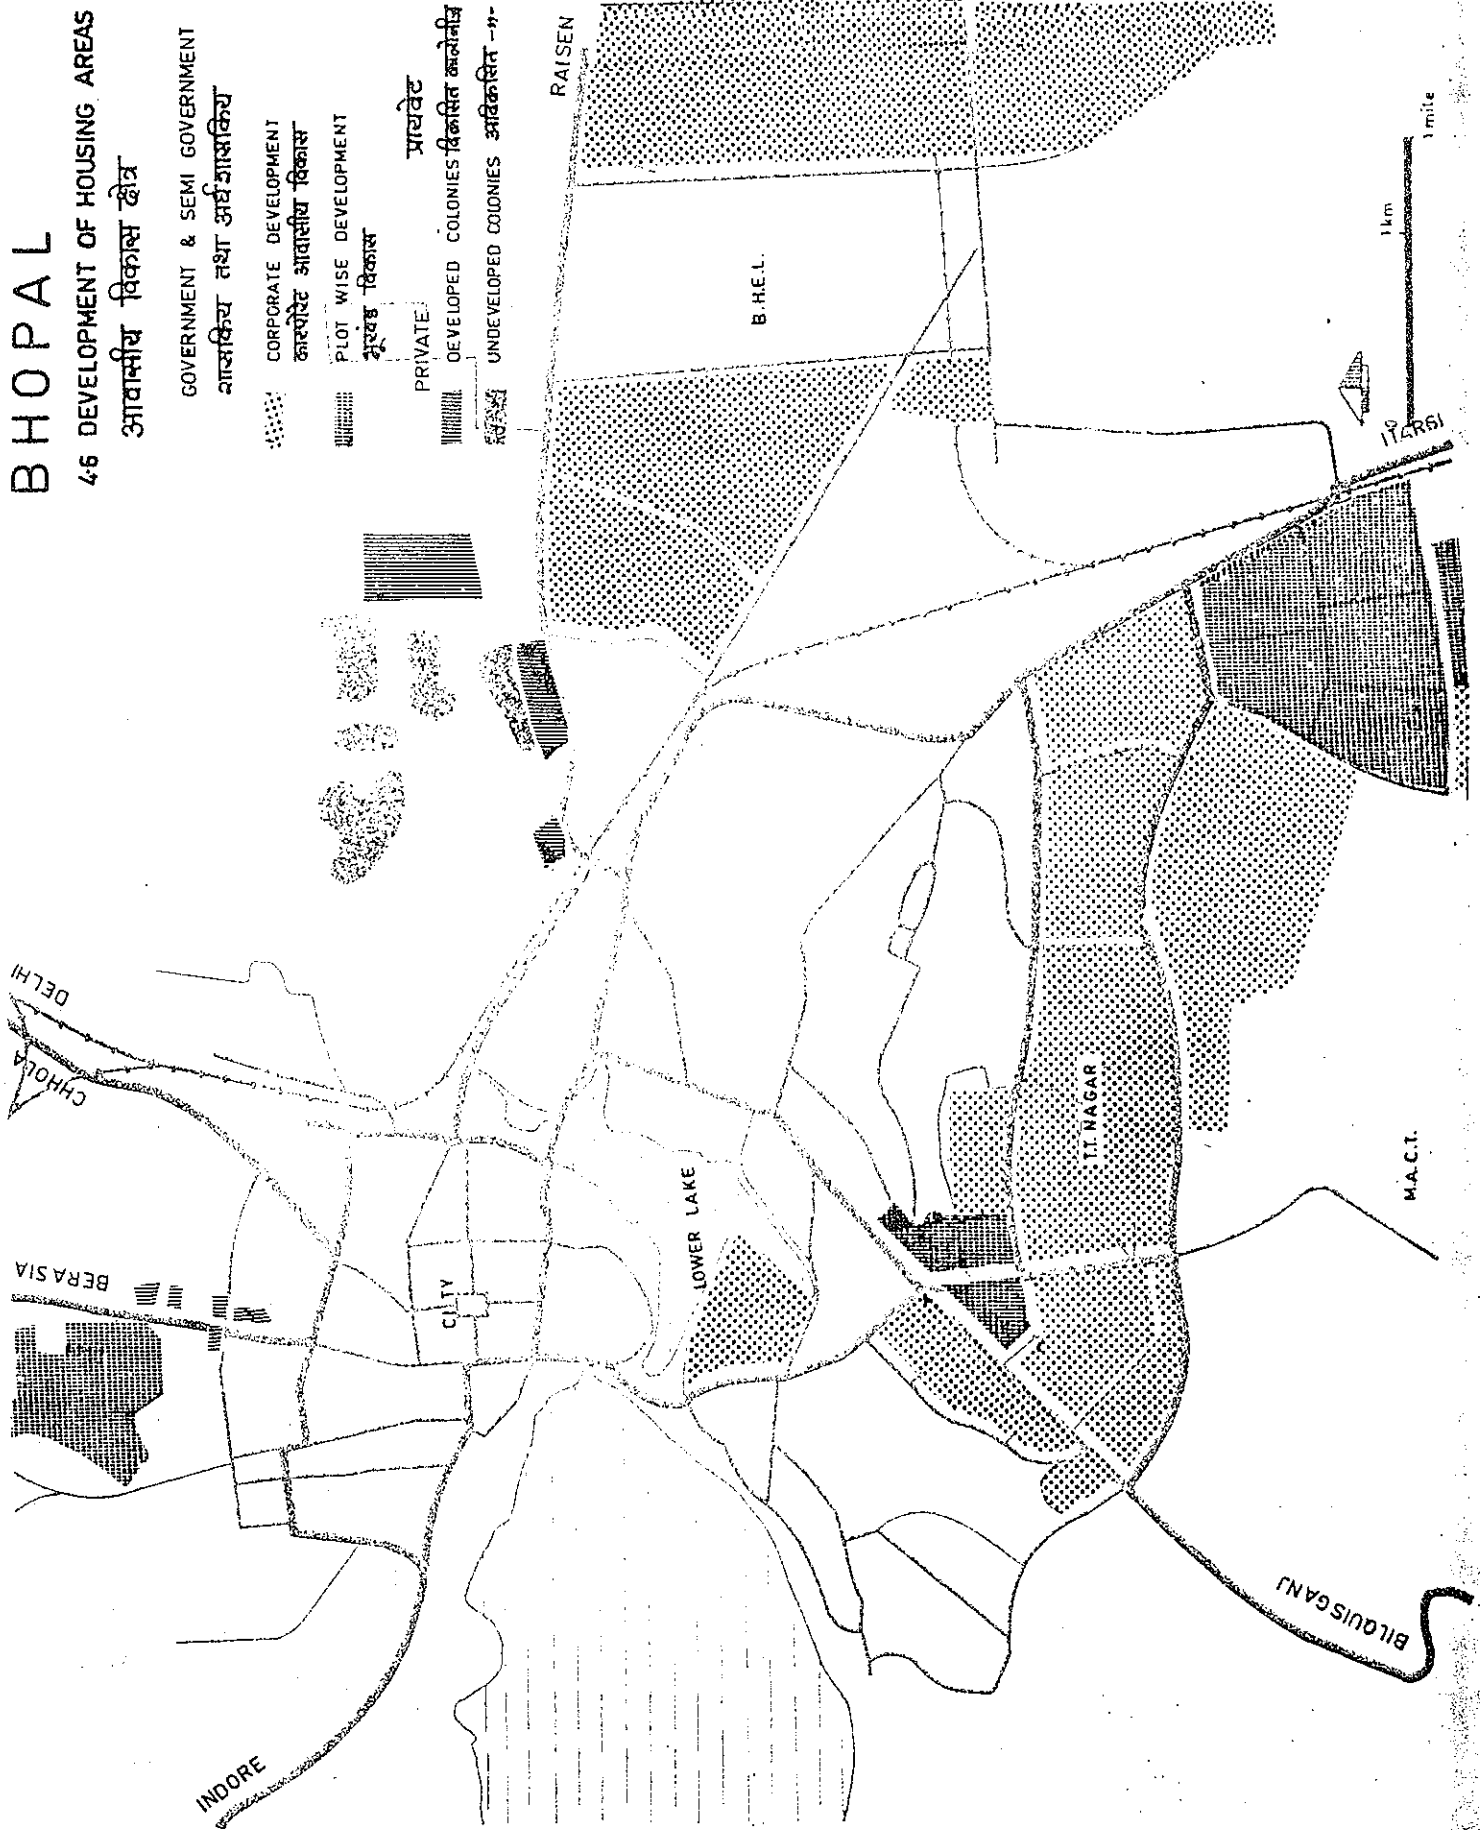 BHOPAL
4·6 DEVELOPMENT OF HOUSING AREAS
आवासीय विकास क्षेत्र
GOVERNMENT & SEMI GOVERNMENT
शासकिय तथा अर्धशासकिय
CORPORATE DEVELOPMENT
कारपोरेट आवासीय विकास
PLOT WISE DEVELOPMENT
भूखंड विकास
PRIVATE प्रायवेट
DEVELOPED COLONIES विकसित कालोनीज
UNDEVELOPED COLONIES अविकसित -"-
RAISEN
B.H.E.L.
1 km
1 mile
ITARSI
DELHI
CHHOLA
BERASIA
CITY
LOWER LAKE
T.T. NAGAR
M.A.C.T.
INDORE
BILQUISGANJ